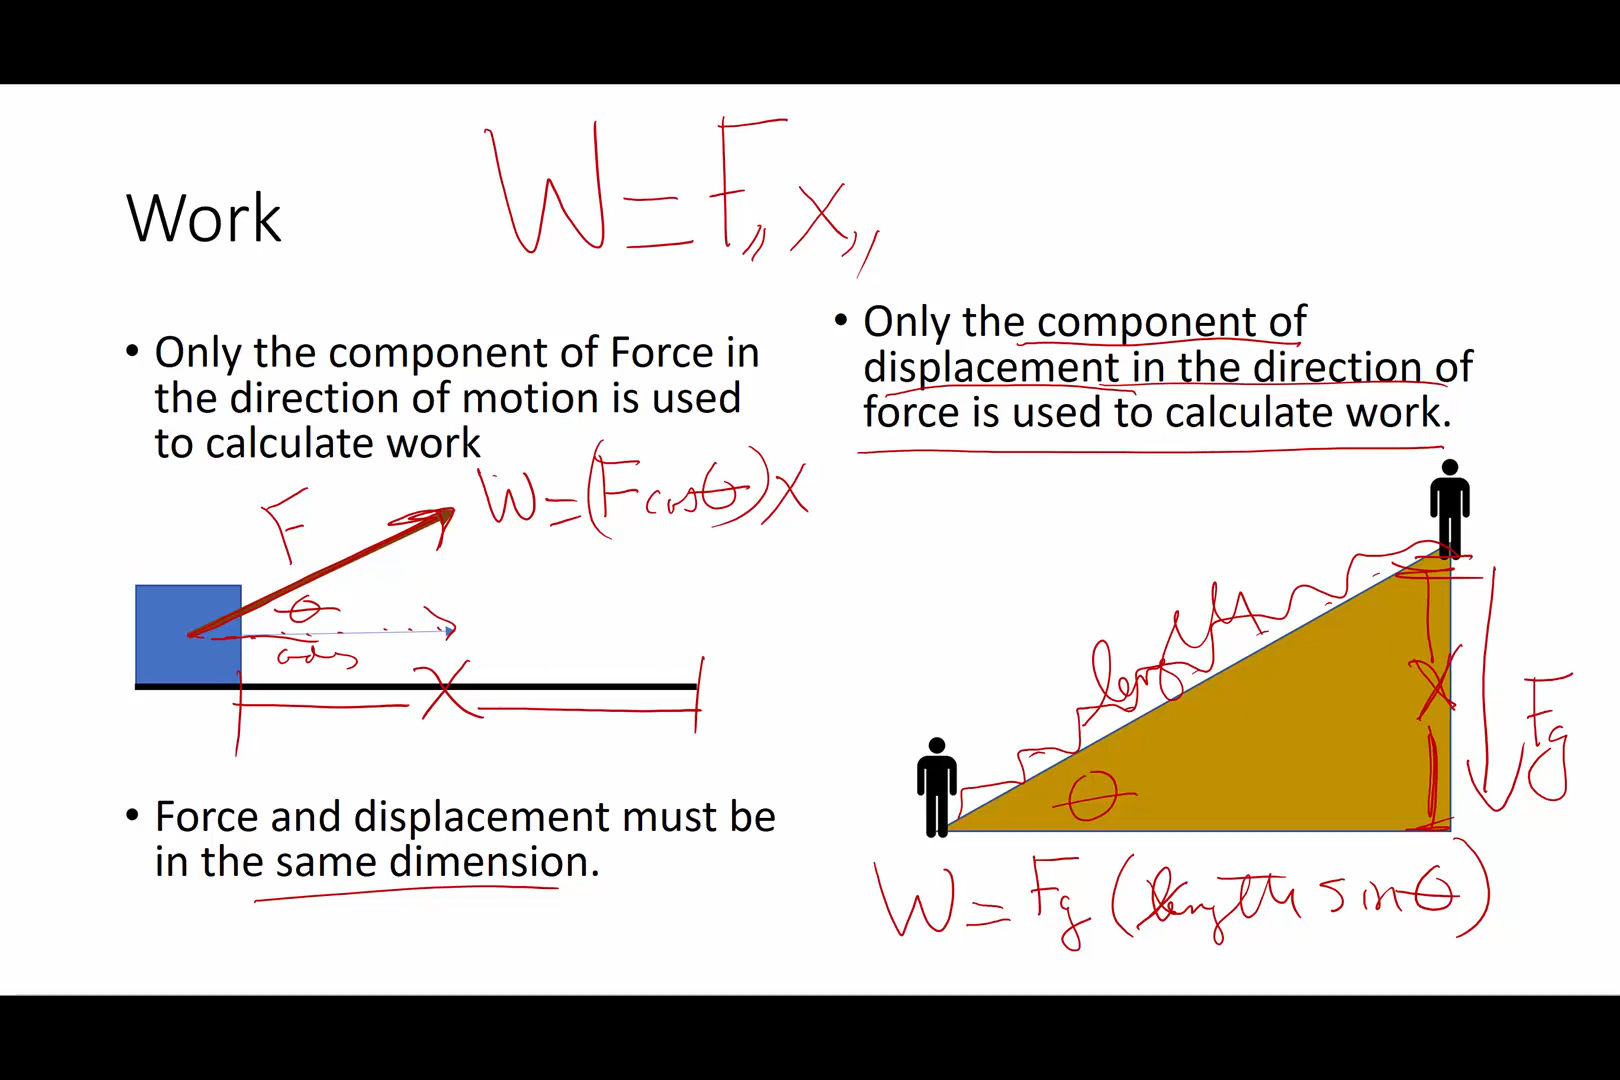 Work
W = F,, x,,
• Only the component of Force in
the direction of motion is used
to calculate work
W = (F cos θ) x
F
θ
x
• Force and displacement must be
in the same dimension.
• Only the component of
displacement in the direction of
force is used to calculate work.
length
x
Fg
θ
W = Fg (length sin θ)